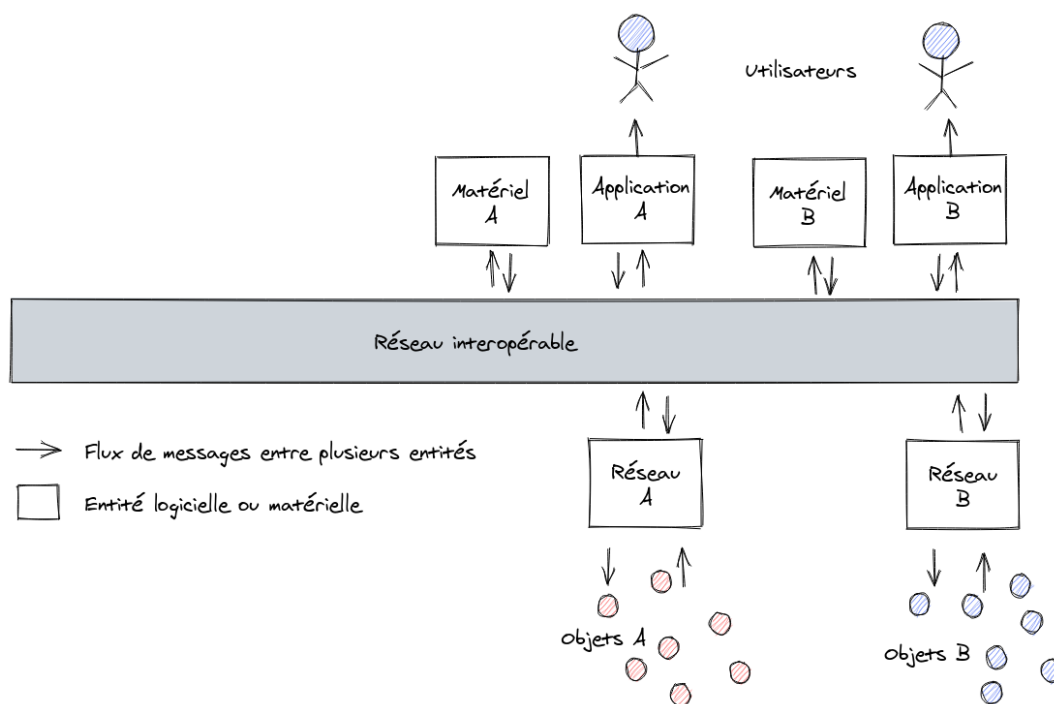 Utilisateurs
Matériel
A
Application
A
Matériel
B
Application
B
Réseau interopérable
Flux de messages entre plusieurs entités
Entité logicielle ou matérielle
Réseau
A
Réseau
B
Objets A
Objets B